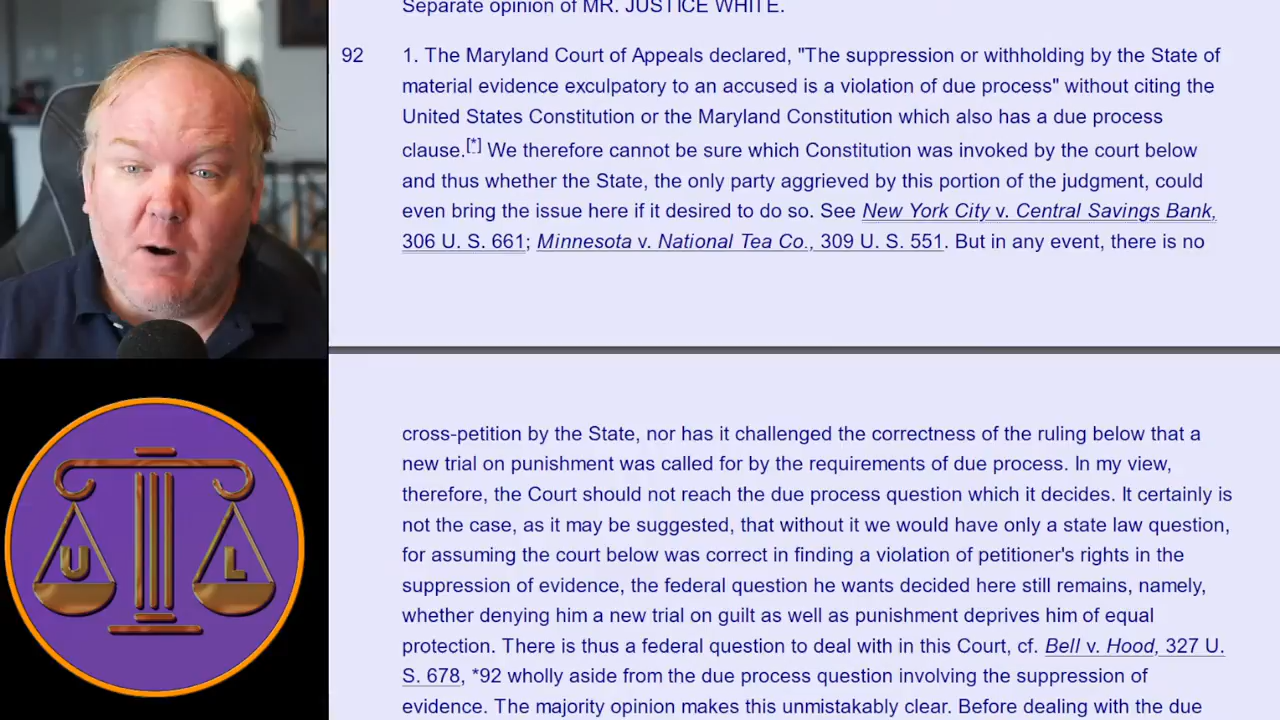 Separate opinion of MR. JUSTICE WHITE.
92
1. The Maryland Court of Appeals declared, "The suppression or withholding by the State of
material evidence exculpatory to an accused is a violation of due process" without citing the
United States Constitution or the Maryland Constitution which also has a due process
clause.[*] We therefore cannot be sure which Constitution was invoked by the court below
and thus whether the State, the only party aggrieved by this portion of the judgment, could
even bring the issue here if it desired to do so. See New York City v. Central Savings Bank,
306 U. S. 661; Minnesota v. National Tea Co., 309 U. S. 551. But in any event, there is no
cross-petition by the State, nor has it challenged the correctness of the ruling below that a
new trial on punishment was called for by the requirements of due process. In my view,
therefore, the Court should not reach the due process question which it decides. It certainly is
not the case, as it may be suggested, that without it we would have only a state law question,
for assuming the court below was correct in finding a violation of petitioner's rights in the
suppression of evidence, the federal question he wants decided here still remains, namely,
whether denying him a new trial on guilt as well as punishment deprives him of equal
protection. There is thus a federal question to deal with in this Court, cf. Bell v. Hood, 327 U.
S. 678, *92 wholly aside from the due process question involving the suppression of
evidence. The majority opinion makes this unmistakably clear. Before dealing with the due
U L